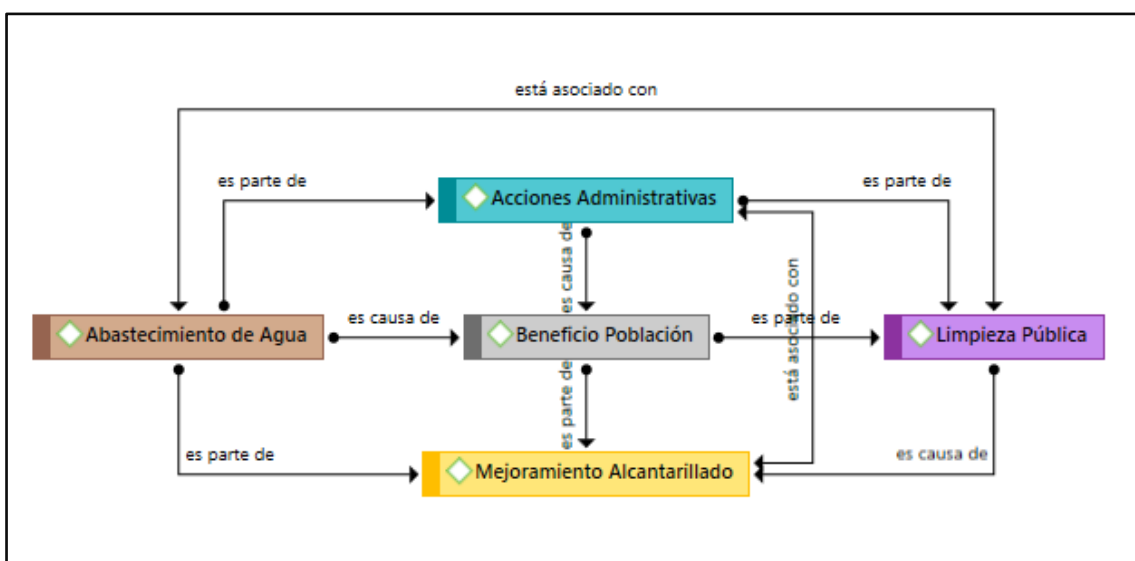 está asociado con
es parte de
es parte de
Acciones Administrativas
es causa de
está asociado con
Abastecimiento de Agua
es causa de
Beneficio Población
es parte de
Limpieza Pública
es parte de
es parte de
es causa de
Mejoramiento Alcantarillado